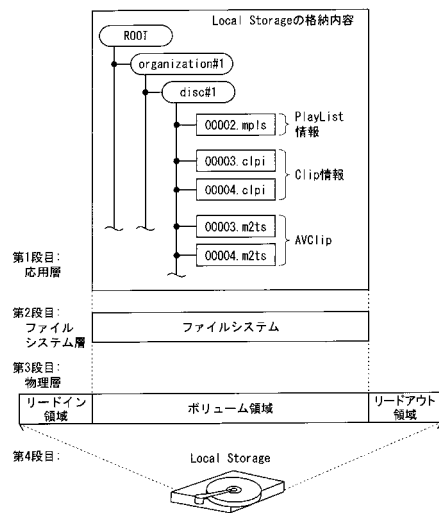 Local Storageの格納内容
ROOT
organization#1
disc#1
00002.mpls
PlayList
情報
00003.clpi
00004.clpi
Clip情報
00003.m2ts
00004.m2ts
AVClip
第1段目:
応用層
第2段目:
ファイル
システム層
ファイルシステム
第3段目:
物理層
リードイン
領域
ボリューム領域
リードアウト
領域
第4段目:
Local Storage